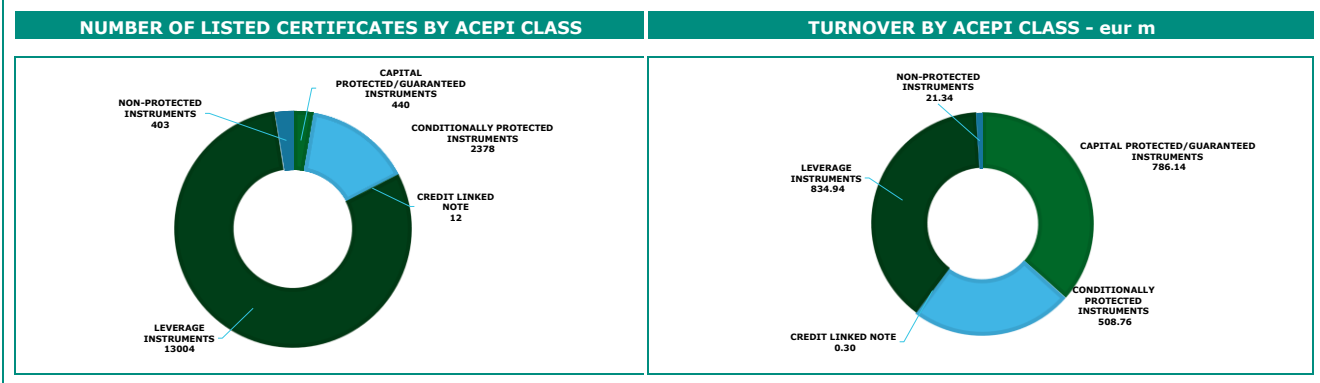 NUMBER OF LISTED CERTIFICATES BY ACEPI CLASS
CAPITAL
PROTECTED/GUARANTEED
INSTRUMENTS
440
NON-PROTECTED
INSTRUMENTS
403
CONDITIONALLY PROTECTED
INSTRUMENTS
2378
CREDIT LINKED
NOTE
12
LEVERAGE
INSTRUMENTS
13004
TURNOVER BY ACEPI CLASS - eur m
NON-PROTECTED
INSTRUMENTS
21.34
CAPITAL PROTECTED/GUARANTEED
INSTRUMENTS
786.14
LEVERAGE
INSTRUMENTS
834.94
CONDITIONALLY
PROTECTED
INSTRUMENTS
508.76
CREDIT LINKED NOTE
0.30